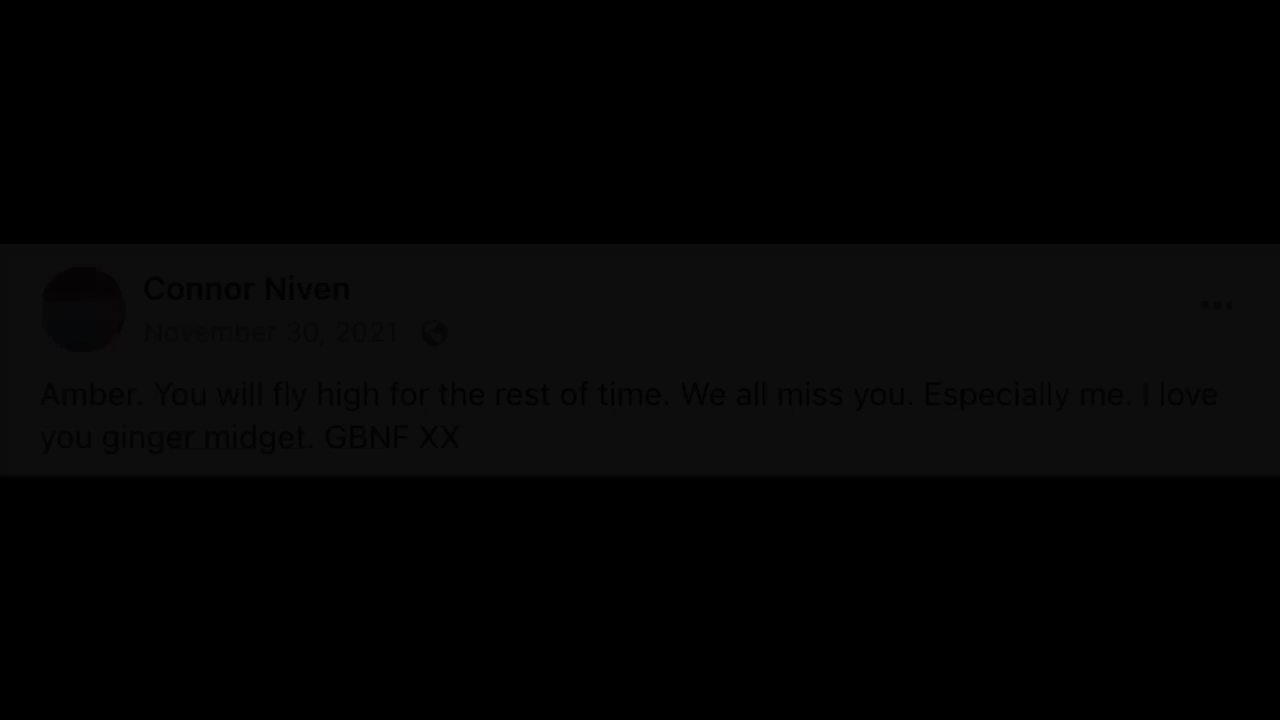 Connor Niven
November 30, 2021
Amber. You will fly high for the rest of time. We all miss you. Especially me. I love
you ginger midget. GBNF XX